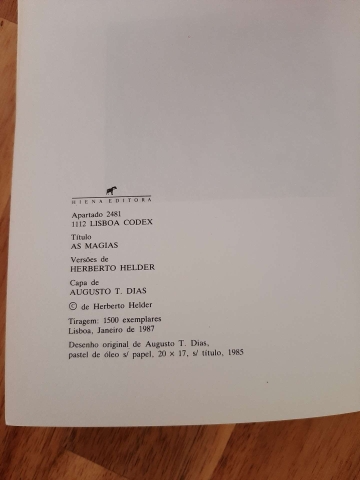 HIENA EDITORA
Apartado 2481
1112 LISBOA CODEX
Título
AS MAGIAS
Versões de
HERBERTO HELDER
Capa de
AUGUSTO T. DIAS
© de Herberto Helder
Tiragem: 1500 exemplares
Lisboa, Janeiro de 1987
Desenho original de Augusto T. Dias,
pastel de óleo s/ papel, 20 × 17, s/ título, 1985